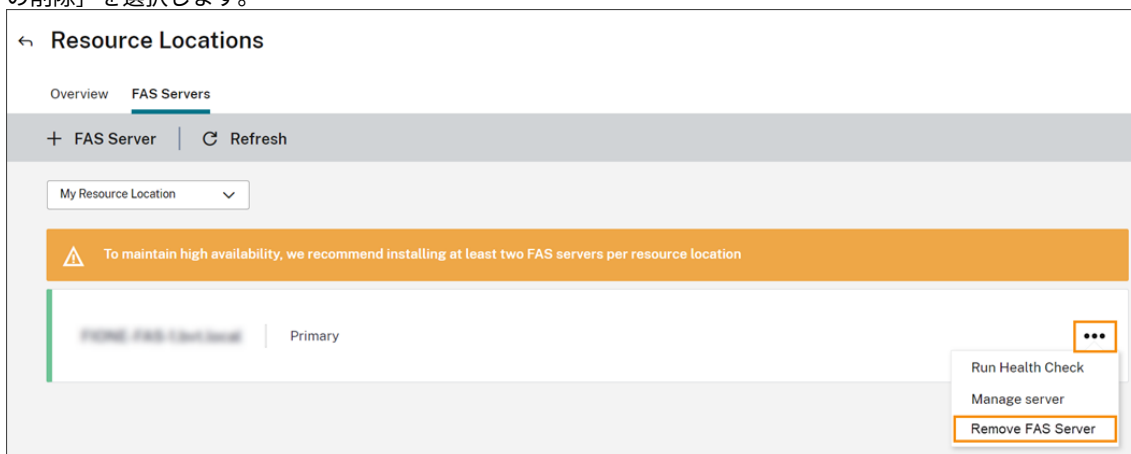 の削除」を選択します。
Resource Locations
Overview FAS Servers
+ FAS Server Refresh
My Resource Location
To maintain high availability, we recommend installing at least two FAS servers per resource location
Primary
Run Health Check
Manage server
Remove FAS Server